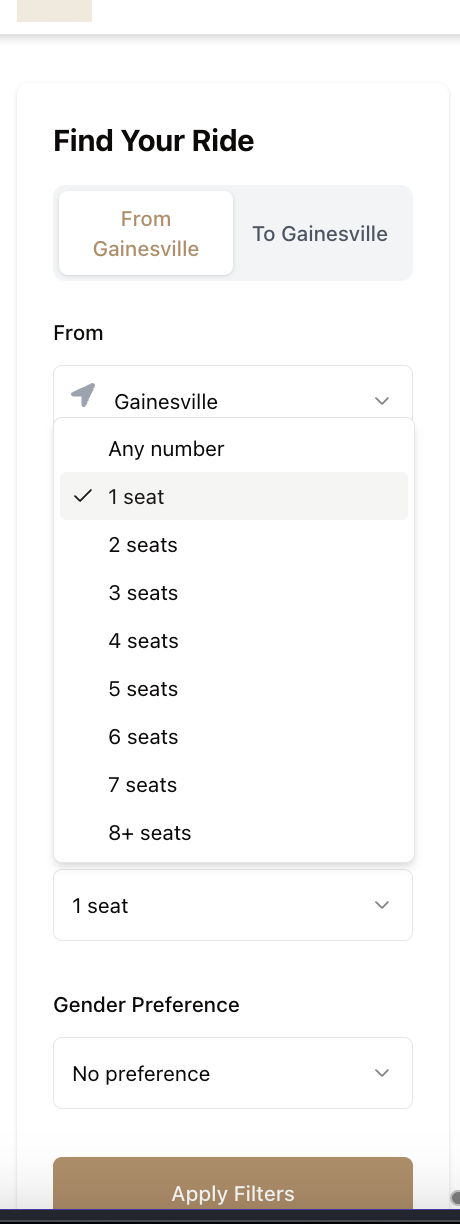 Find Your Ride
From
Gainesville
To Gainesville
From
Gainesville
Any number
1 seat
2 seats
3 seats
4 seats
5 seats
6 seats
7 seats
8+ seats
1 seat
Gender Preference
No preference
Apply Filters